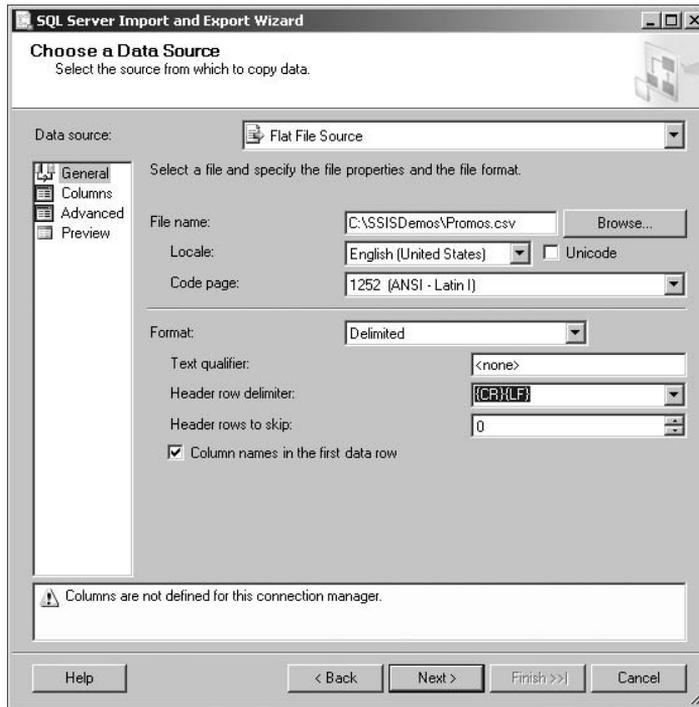 SQL Server Import and Export Wizard
Choose a Data Source
Select the source from which to copy data.
Data source: Flat File Source
General
Columns
Advanced
Preview
Select a file and specify the file properties and the file format.
File name: C:\SSISDemos\Promos.csv Browse...
Locale: English (United States) Unicode
Code page: 1252 (ANSI - Latin I)
Format: Delimited
Text qualifier: <none>
Header row delimiter: {CR}{LF}
Header rows to skip: 0
Column names in the first data row
Columns are not defined for this connection manager.
Help < Back Next > Finish >>| Cancel